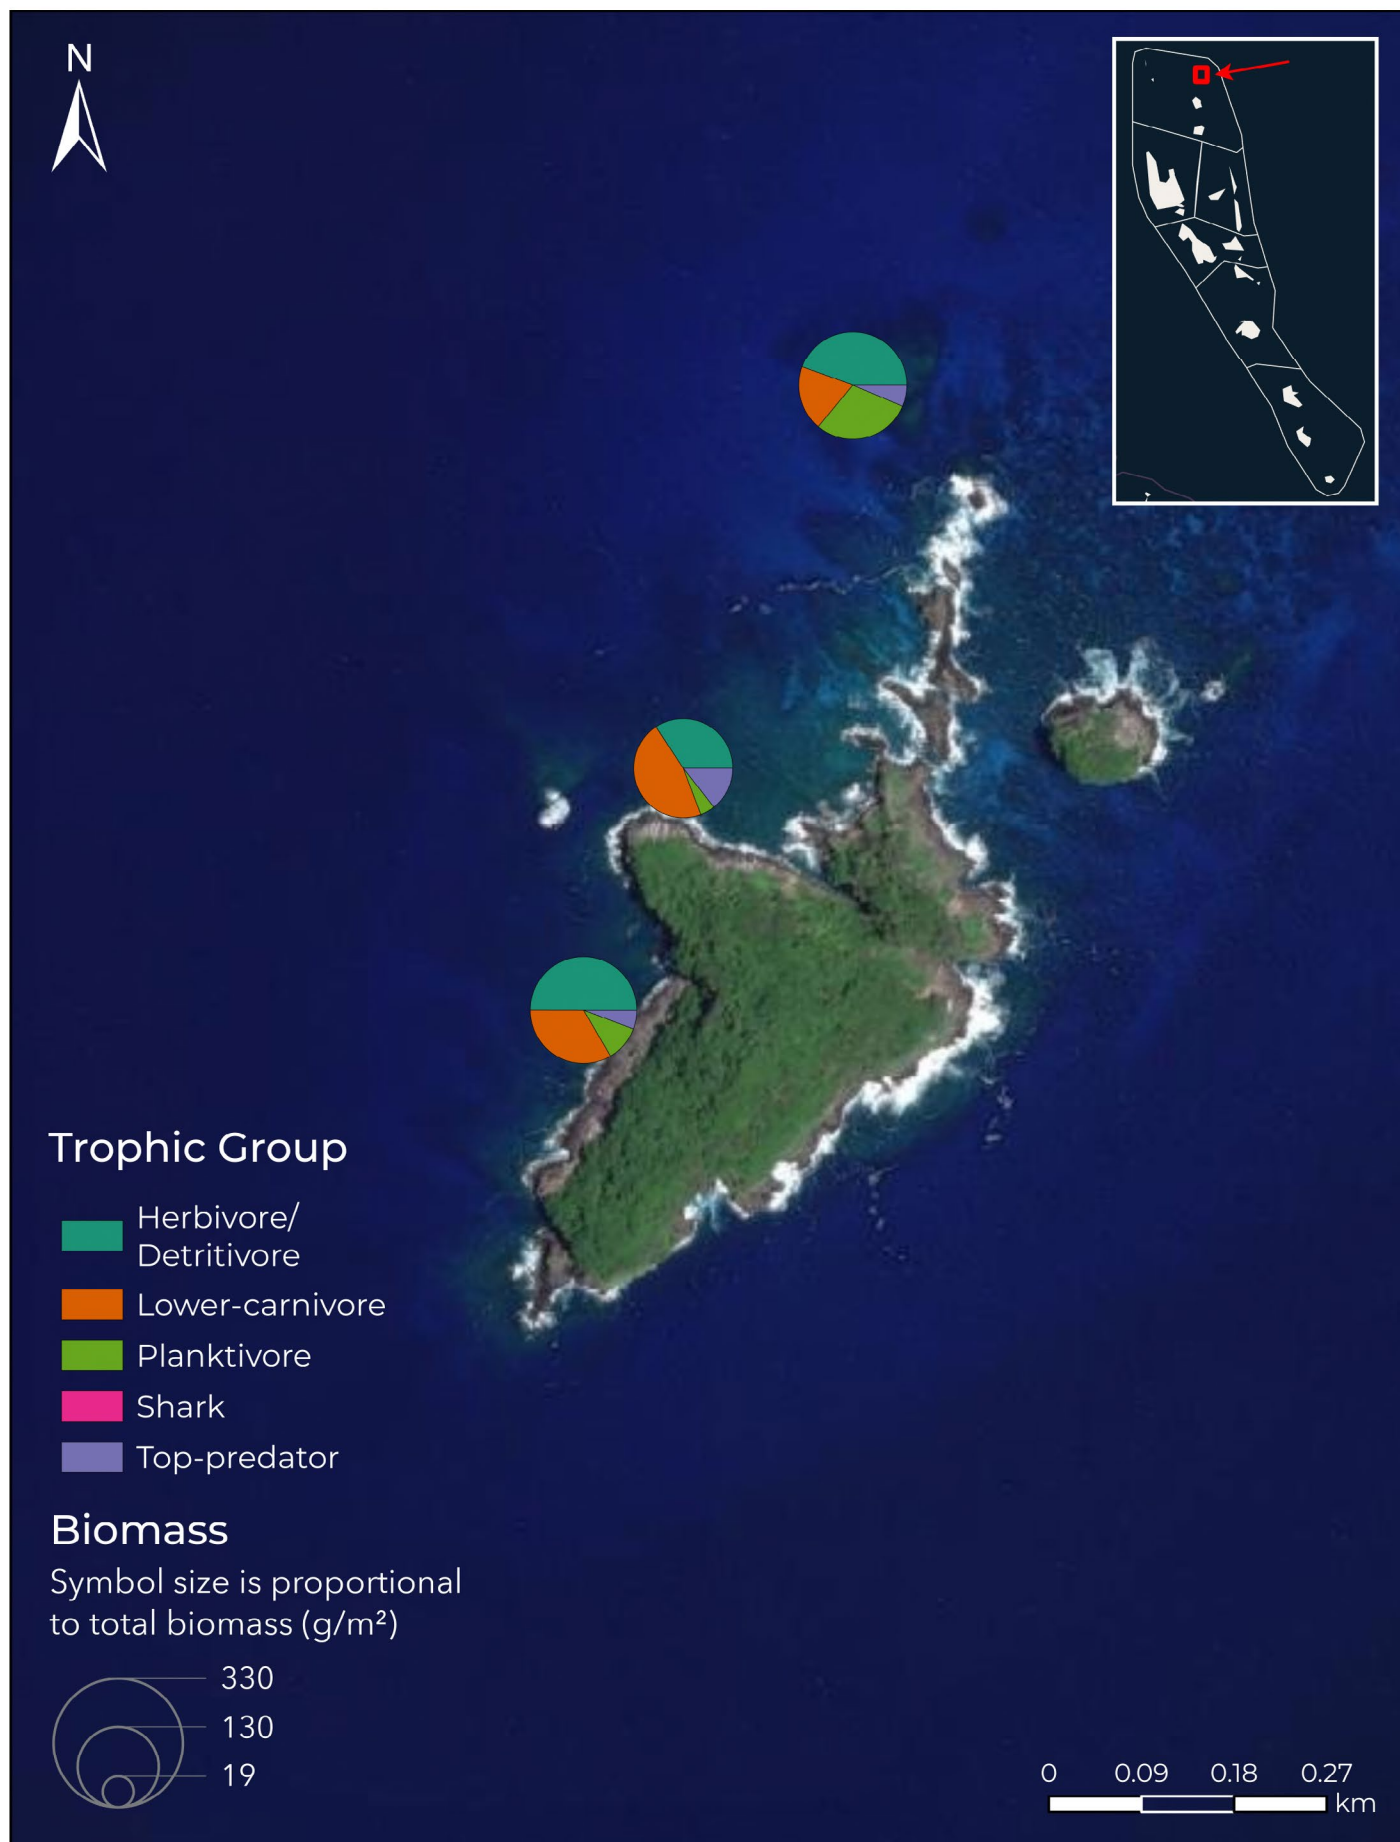 N
Trophic Group
Herbivore/
Detritivore
Lower-carnivore
Planktivore
Shark
Top-predator
Biomass
Symbol size is proportional
to total biomass (g/m²)
330
130
19
0 0.09 0.18 0.27
km